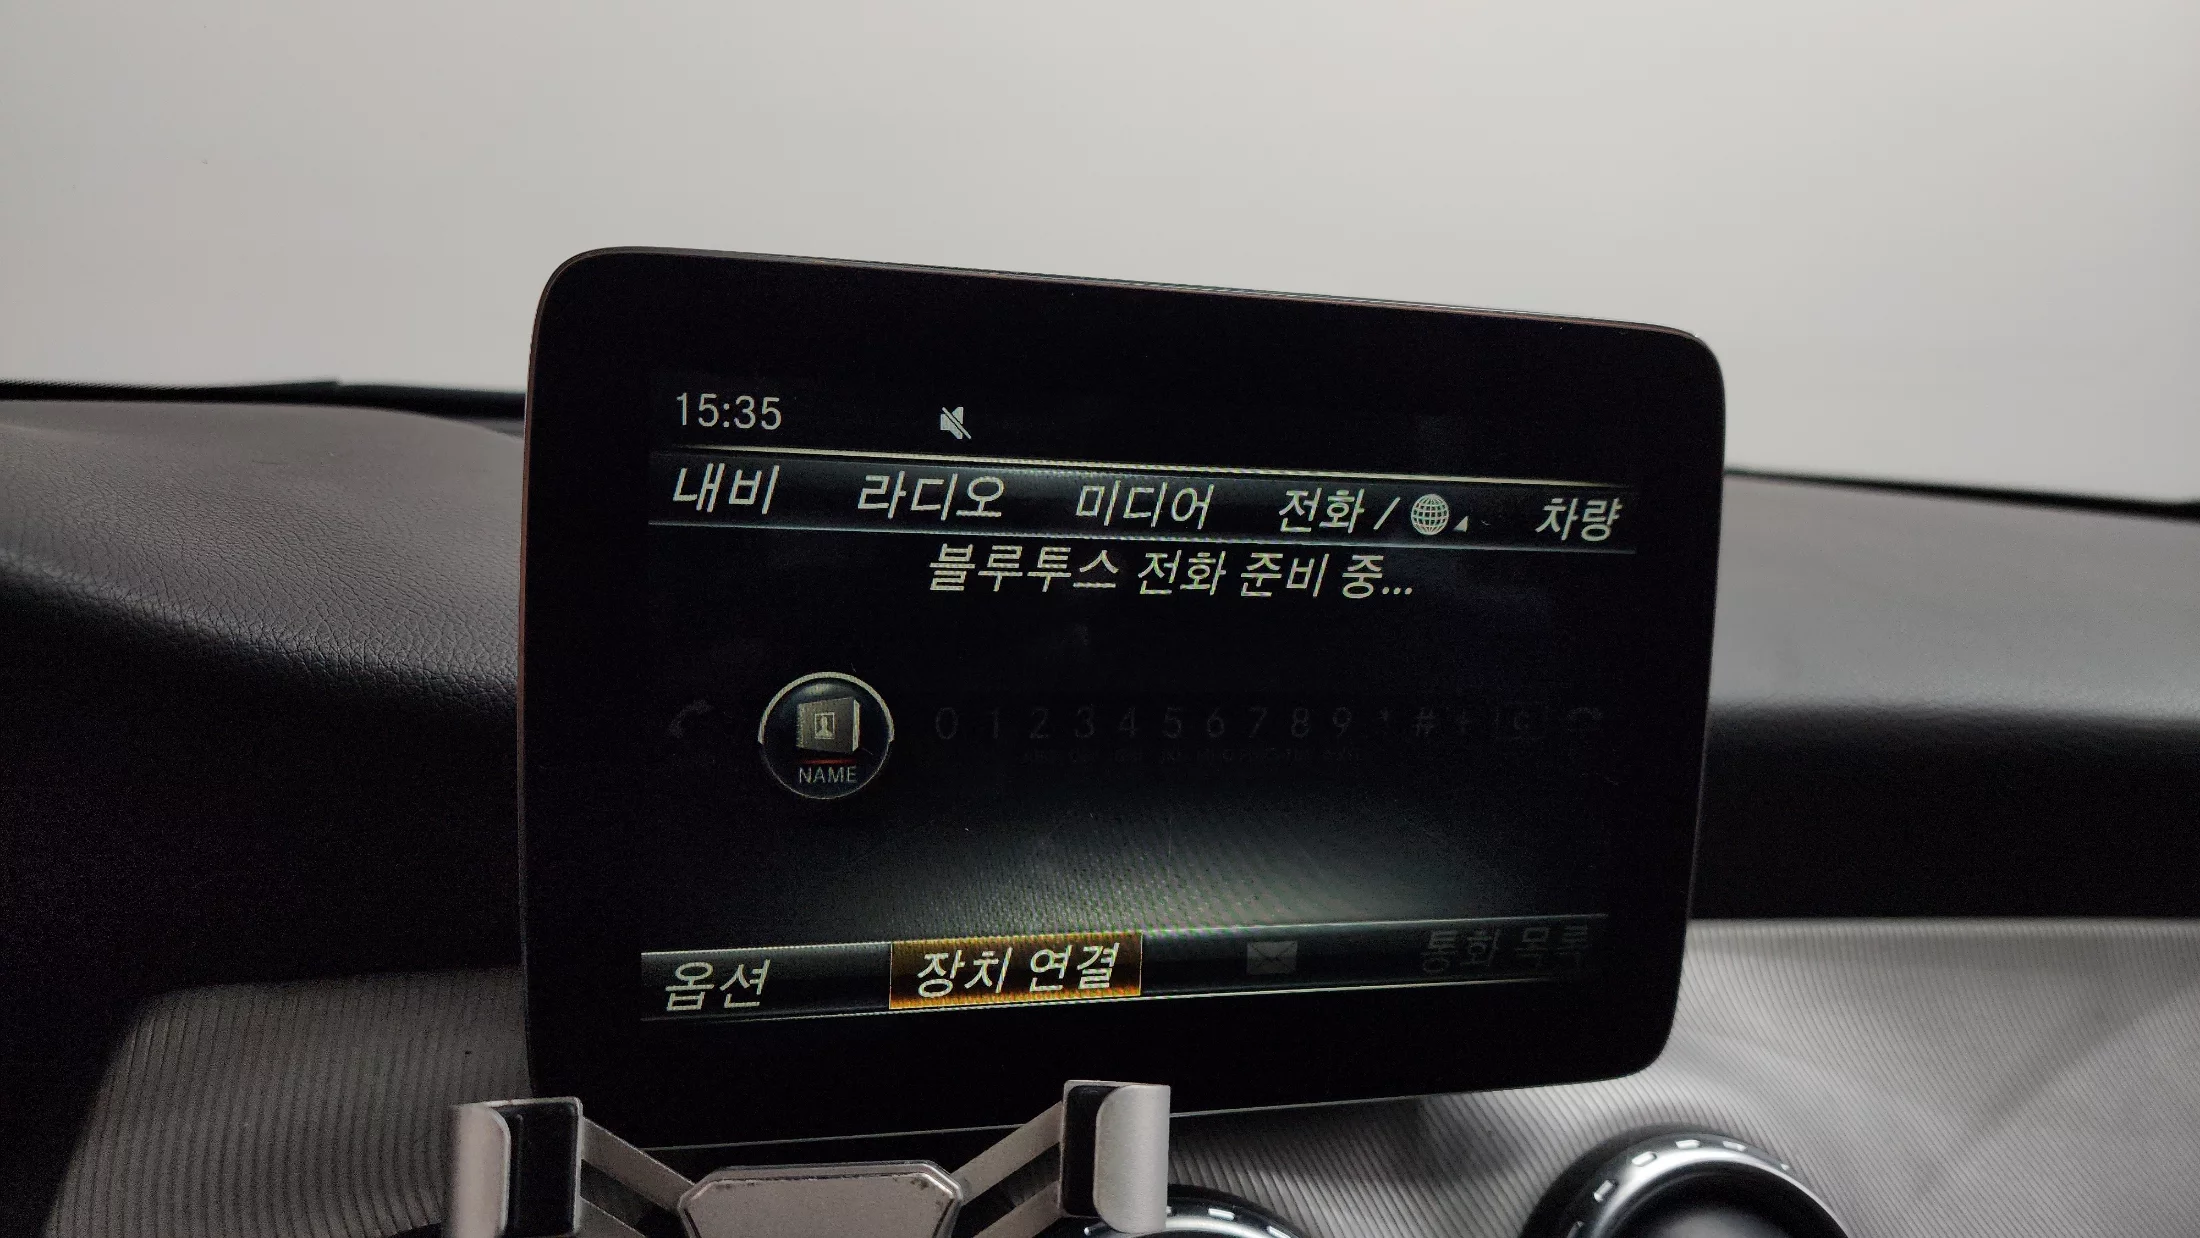 15:35
내비 라디오 미디어 전화 / 차량
블루투스 전화 준비 중...
0 1 2 3 4 5 6 7 8 9 * # +
NAME
옵션 장치 연결 통화 목록